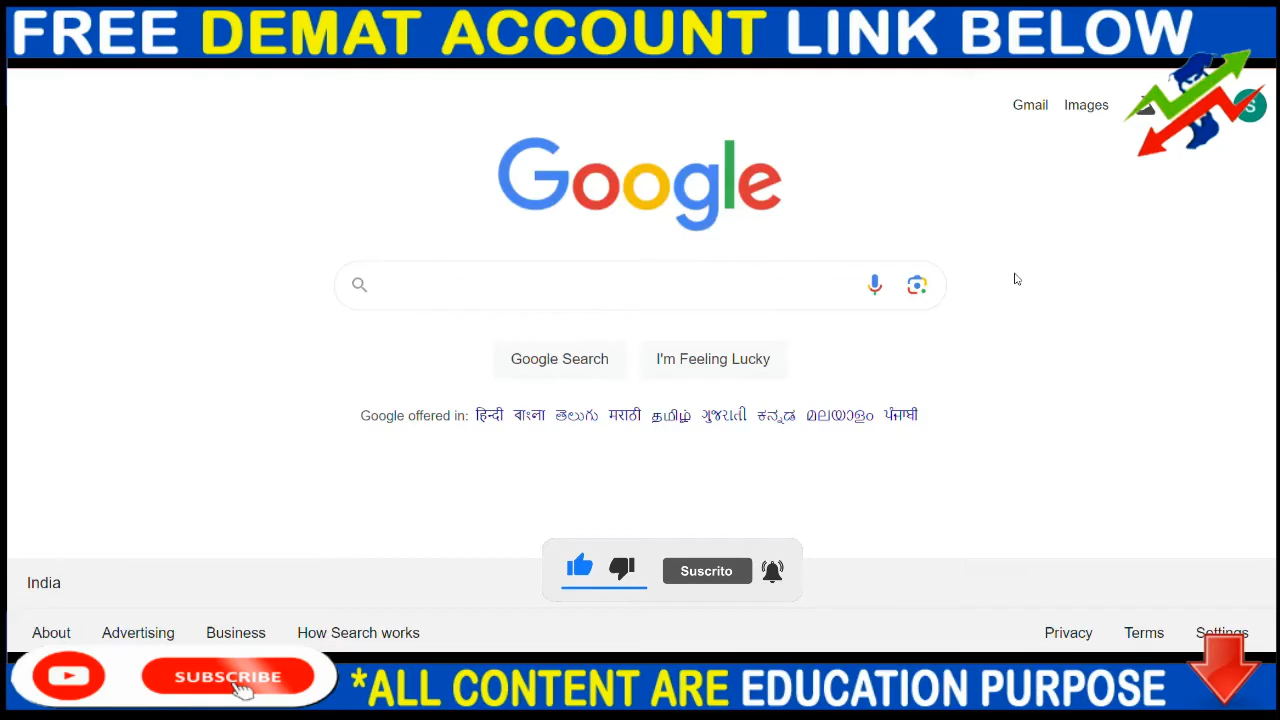 FREE DEMAT ACCOUNT LINK BELOW
Gmail Images S
Google
Google Search I'm Feeling Lucky
Google offered in: हिन्दी বাংলা తెలుగు मराठी தமிழ் ગુજરાતી ಕನ್ನಡ മലയാളം ਪੰਜਾਬੀ
Suscrito
India
About Advertising Business How Search works Privacy Terms Settings
SUBSCRIBE
*ALL CONTENT ARE EDUCATION PURPOSE